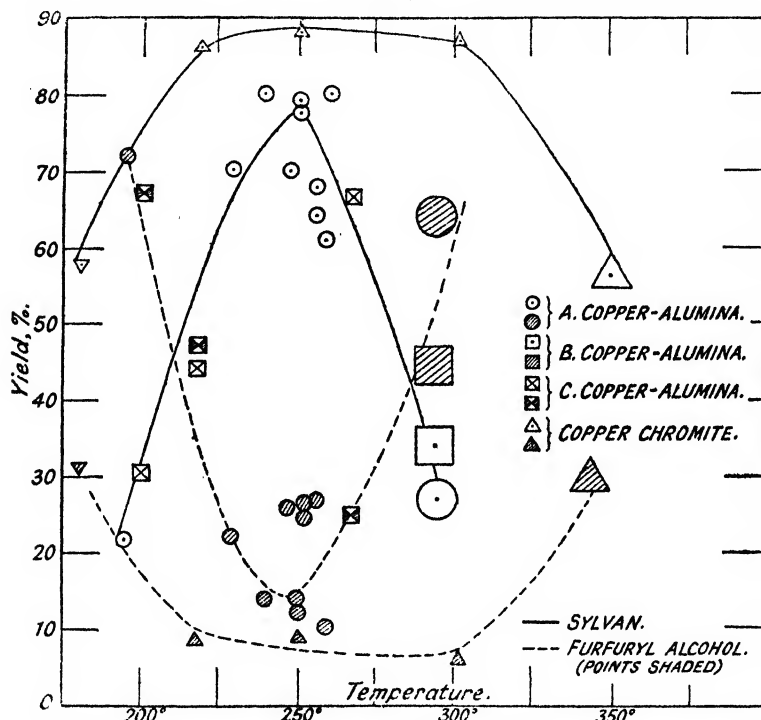 90
80
70
60
50
40
30
20
10
0
Yield, %.
A. COPPER-ALUMINA.
B. COPPER-ALUMINA.
C. COPPER-ALUMINA.
COPPER CHROMITE.
SYLVAN.
FURFURYL ALCOHOL.
(POINTS SHADED)
Temperature.
200° 250° 300° 350°